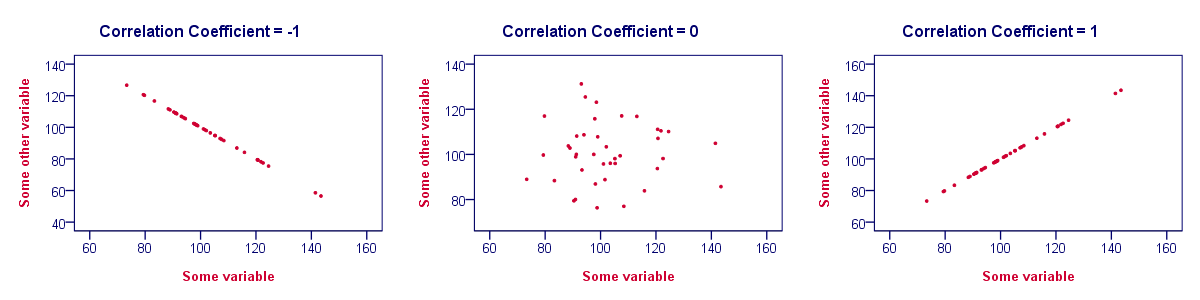 Correlation Coefficient = -1
Some other variable
140
120
100
80
60
40
60 80 100 120 140 160
Some variable
Correlation Coefficient = 0
Some other variable
140
120
100
80
60 80 100 120 140 160
Some variable
Correlation Coefficient = 1
Some other variable
160
140
120
100
80
60
60 80 100 120 140 160
Some variable